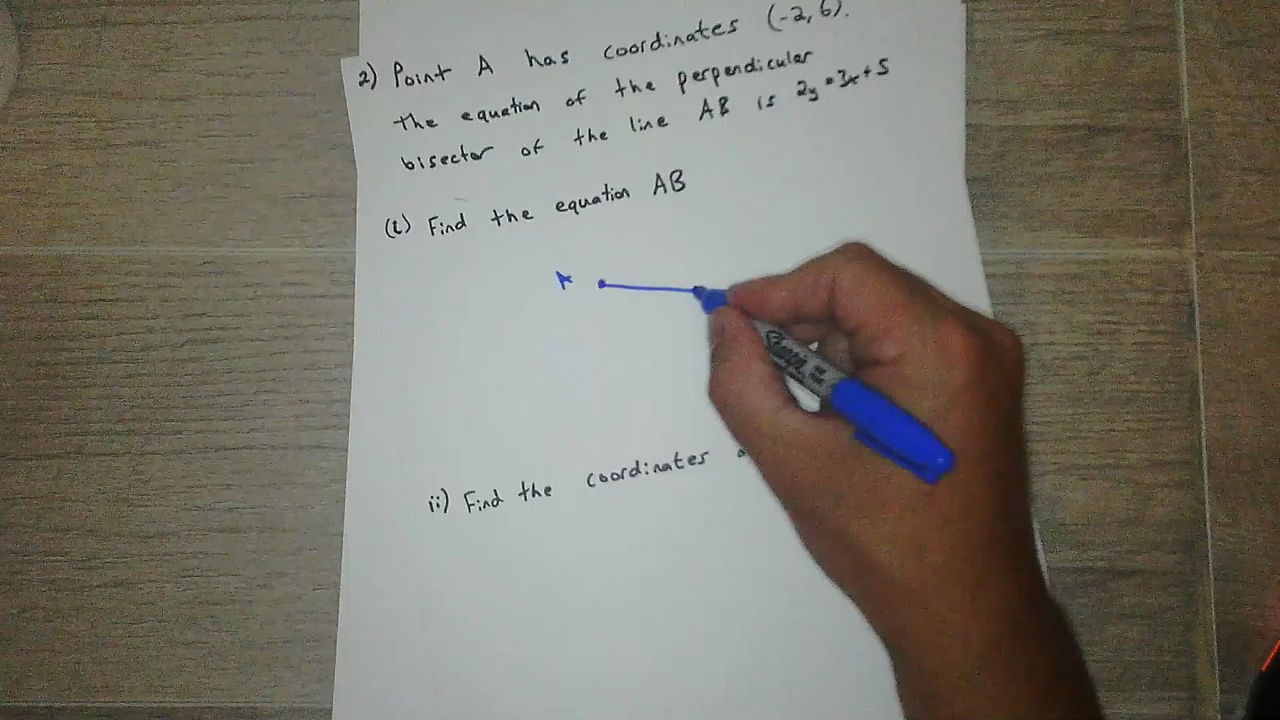 2) Point A has coordinates (-2, 6).
The equation of the perpendicular
bisector of the line AB is 2y = 3x + 5
(i) Find the equation AB
A
Sharpie
ii) Find the coordinates